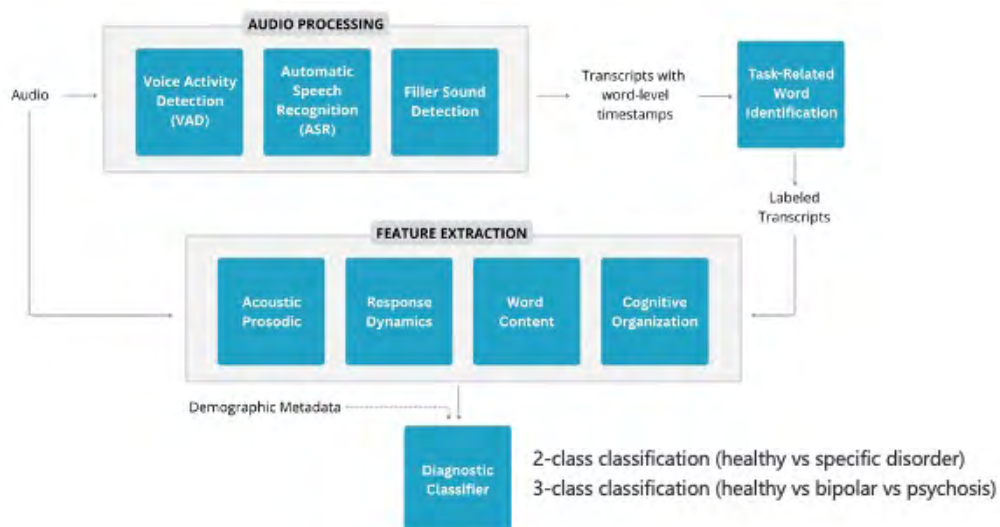 AUDIO PROCESSING
Audio
Voice Activity
Detection
(VAD)
Automatic
Speech
Recognition
(ASR)
Filler Sound
Detection
Transcripts with
word-level
timestamps
Task-Related
Word
Identification
Labeled
Transcripts
FEATURE EXTRACTION
Acoustic
Prosodic
Response
Dynamics
Word
Content
Cognitive
Organization
Demographic Metadata
Diagnostic
Classifier
2-class classification (healthy vs specific disorder)
3-class classification (healthy vs bipolar vs psychosis)